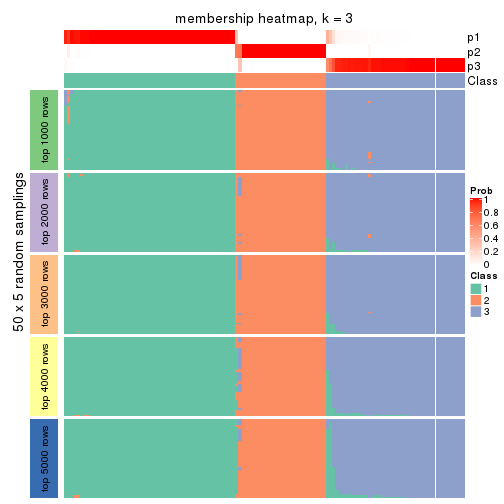 membership heatmap, k = 3
p1
p2
p3
Class
50 x 5 random samplings
top 1000 rows
top 2000 rows
top 3000 rows
top 4000 rows
top 5000 rows
Prob
1
0.8
0.6
0.4
0.2
0
Class
1
2
3